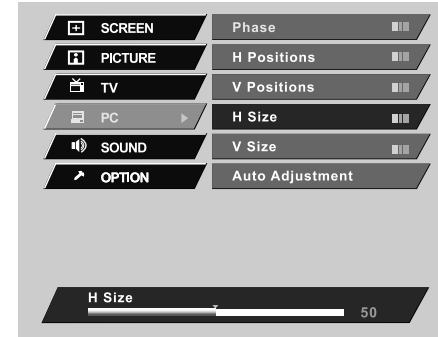 SCREEN
PICTURE
TV
PC
SOUND
OPTION
Phase
H Positions
V Positions
H Size
V Size
Auto Adjustment
H Size
50